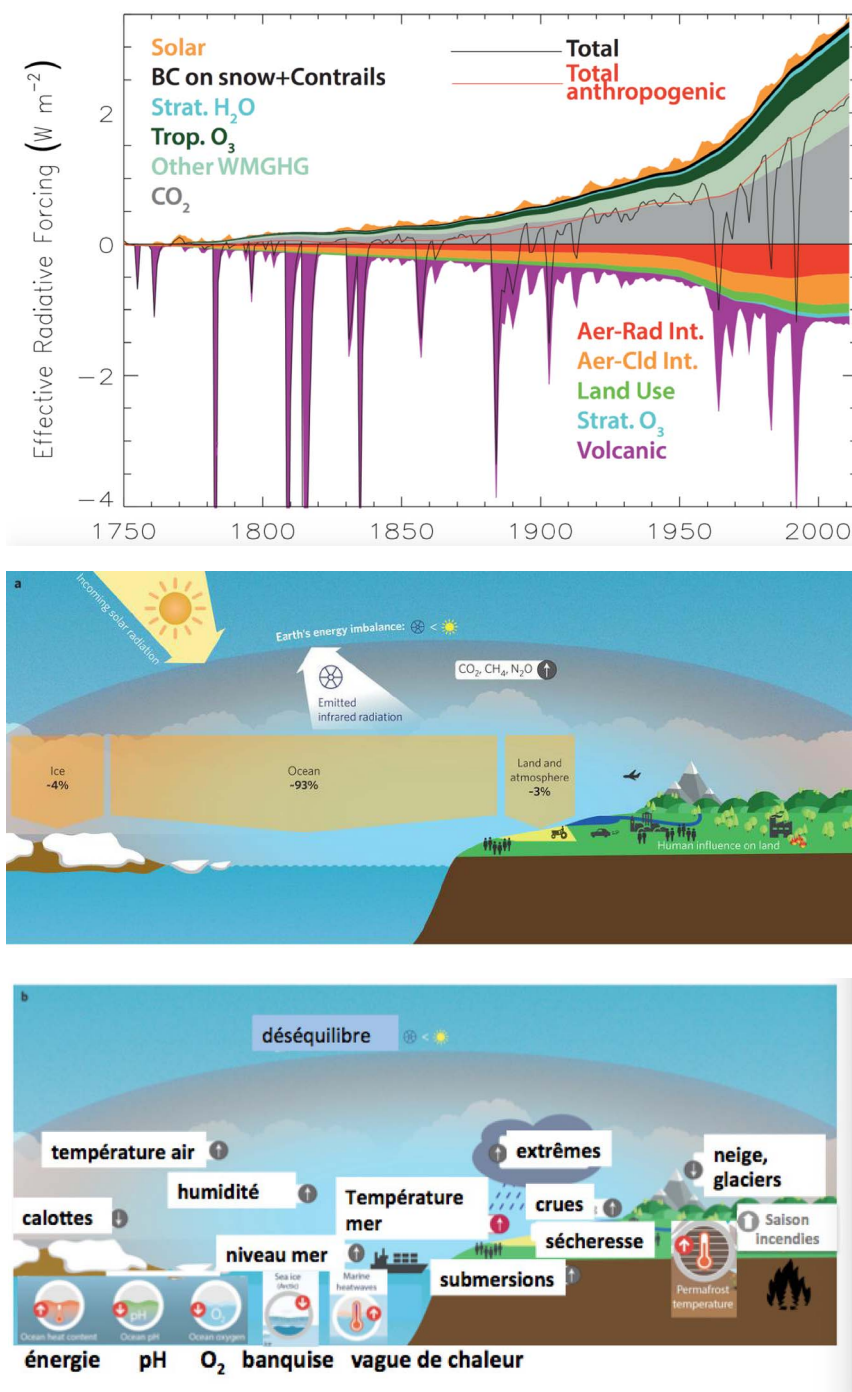 Solar
BC on snow+Contrails
Strat. H₂O
Trop. O₃
Other WMGHG
CO₂
Total
Total
anthropogenic
Effective Radiative Forcing (W m⁻²)
2
0
−2
−4
Aer-Rad Int.
Aer-Cld Int.
Land Use
Strat. O₃
Volcanic
1750 1800 1850 1900 1950 2000
a
Incoming solar radiation
Earth's energy imbalance: <
CO₂, CH₄, N₂O
Emitted
infrared radiation
Ice
~4%
Ocean
~93%
Land and
atmosphere
~3%
Human influence on land
b
déséquilibre <
température air
extrêmes
neige,
glaciers
humidité
Température
mer
crues
calottes
sécheresse
Saison
incendies
niveau mer
submersions
Sea ice
(Arctic)
Marine
heatwaves
Permafrost
temperature
pH
O₂
Ocean heat content
Ocean pH
Ocean oxygen
énergie pH O₂ banquise vague de chaleur